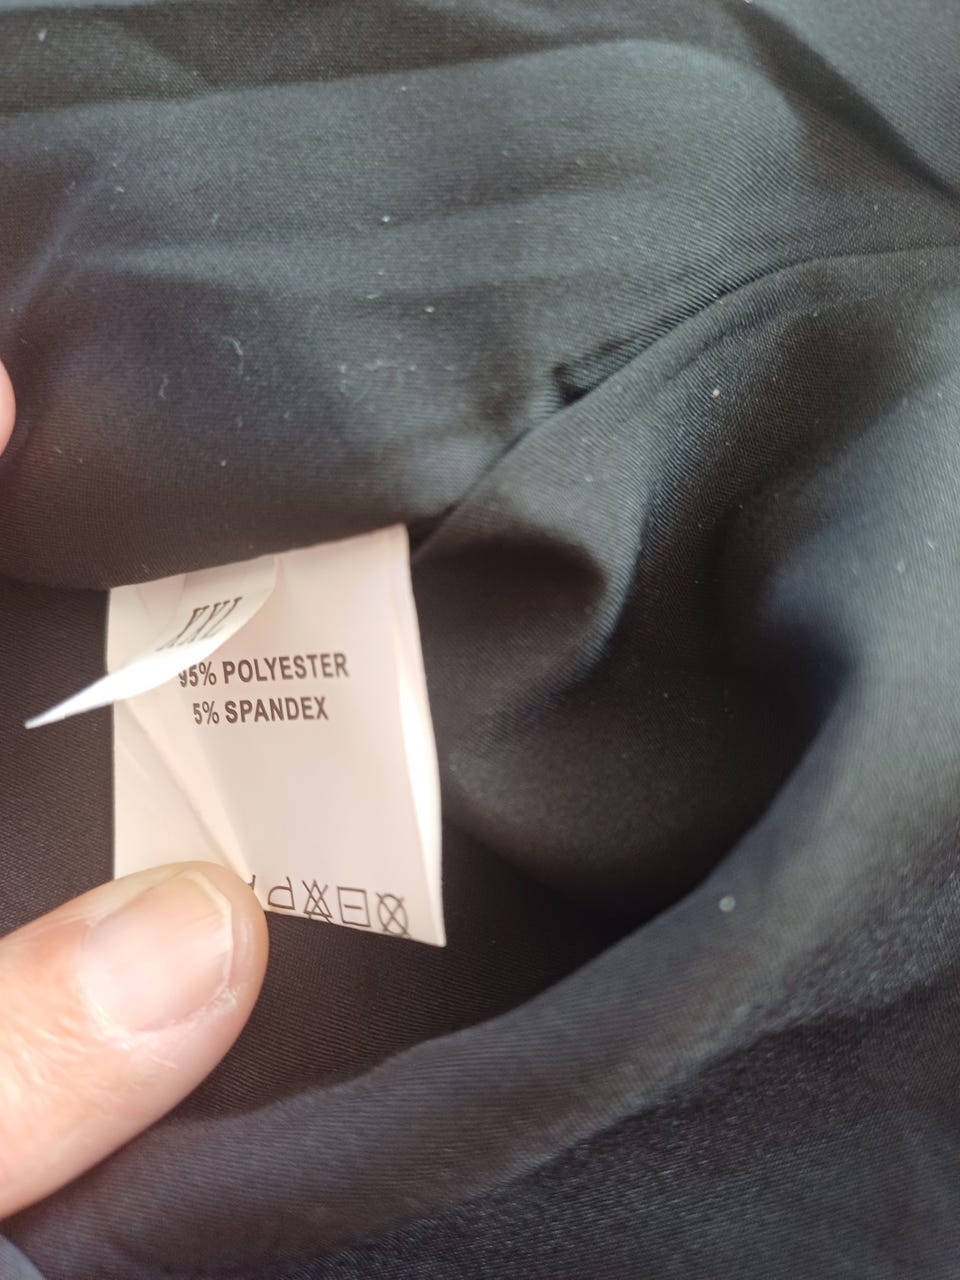 XXL
95% POLYESTER
5% SPANDEX